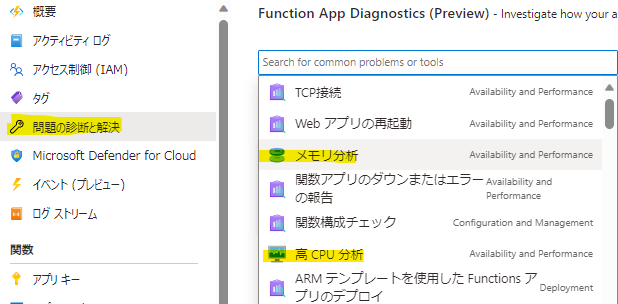 概要
アクティビティ ログ
アクセス制御 (IAM)
タグ
問題の診断と解決
Microsoft Defender for Cloud
イベント (プレビュー)
ログ ストリーム
関数
アプリ キー
Function App Diagnostics (Preview) - Investigate how your a
Search for common problems or tools
TCP接続 Availability and Performance
Web アプリの再起動 Availability and Performance
メモリ分析 Availability and Performance
関数アプリのダウンまたはエラー Availability and
の報告 Performance
関数構成チェック Configuration and Management
高 CPU 分析 Availability and Performance
ARM テンプレートを使用した Functions ア Deployment
プリのデプロイ